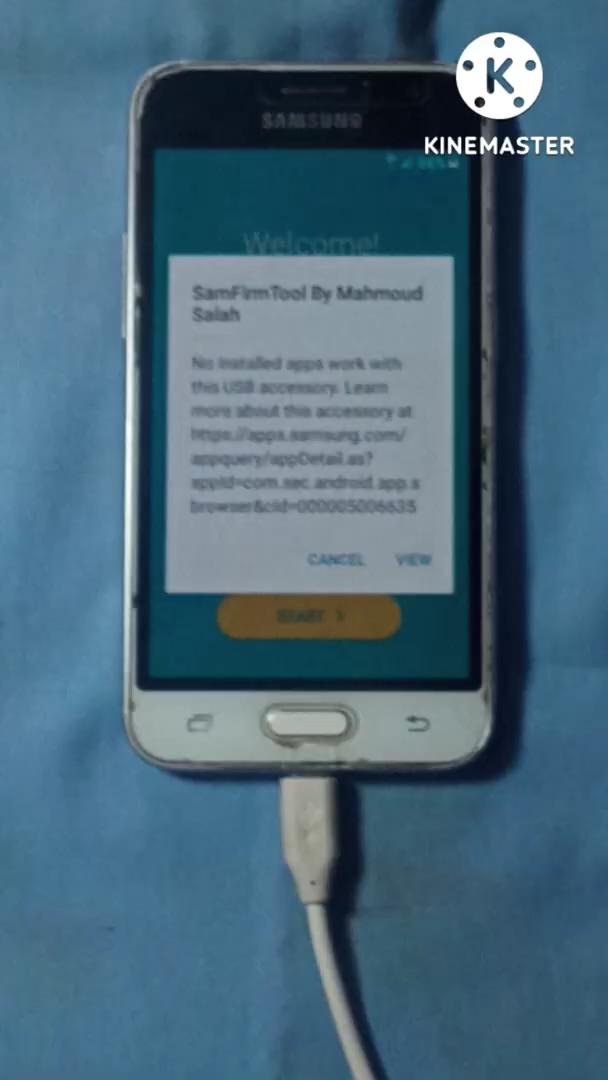 KINEMASTER
SAMSUNG
Welcome!
SamFirmTool By Mahmoud
Salah
No installed apps work with
this USB accessory. Learn
more about this accessory at
https://apps.samsung.com/
appquery/appDetail.as?
appId=com.sec.android.app.s
browser&cId=000005006635
CANCEL VIEW
START